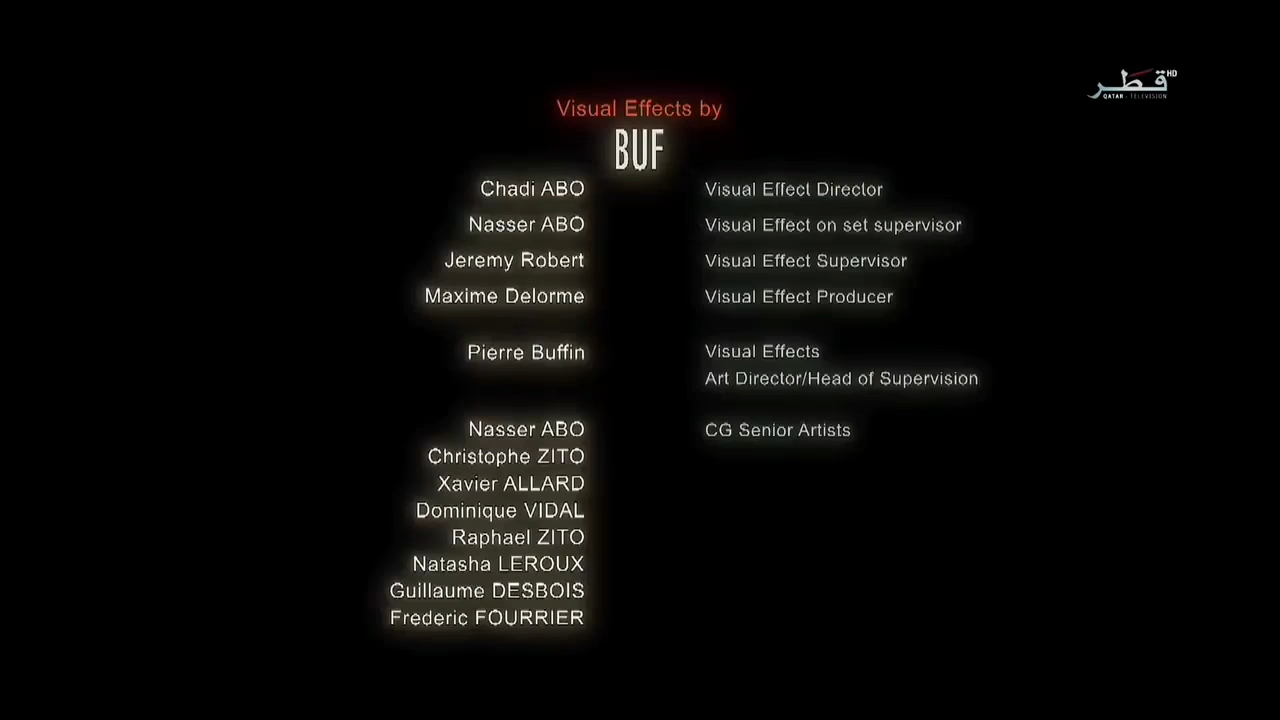 قطر HD
QATAR - TELEVISION
Visual Effects by
BUF
Chadi ABO Visual Effect Director
Nasser ABO Visual Effect on set supervisor
Jeremy Robert Visual Effect Supervisor
Maxime Delorme Visual Effect Producer
Pierre Buffin Visual Effects
Art Director/Head of Supervision
Nasser ABO CG Senior Artists
Christophe ZITO
Xavier ALLARD
Dominique VIDAL
Raphael ZITO
Natasha LEROUX
Guillaume DESBOIS
Frederic FOURRIER